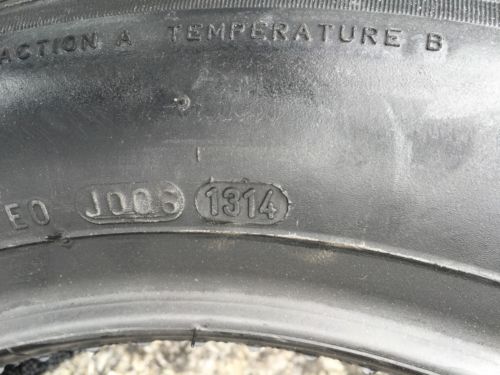 ACTION A TEMPERATURE B
EO JD08 1314